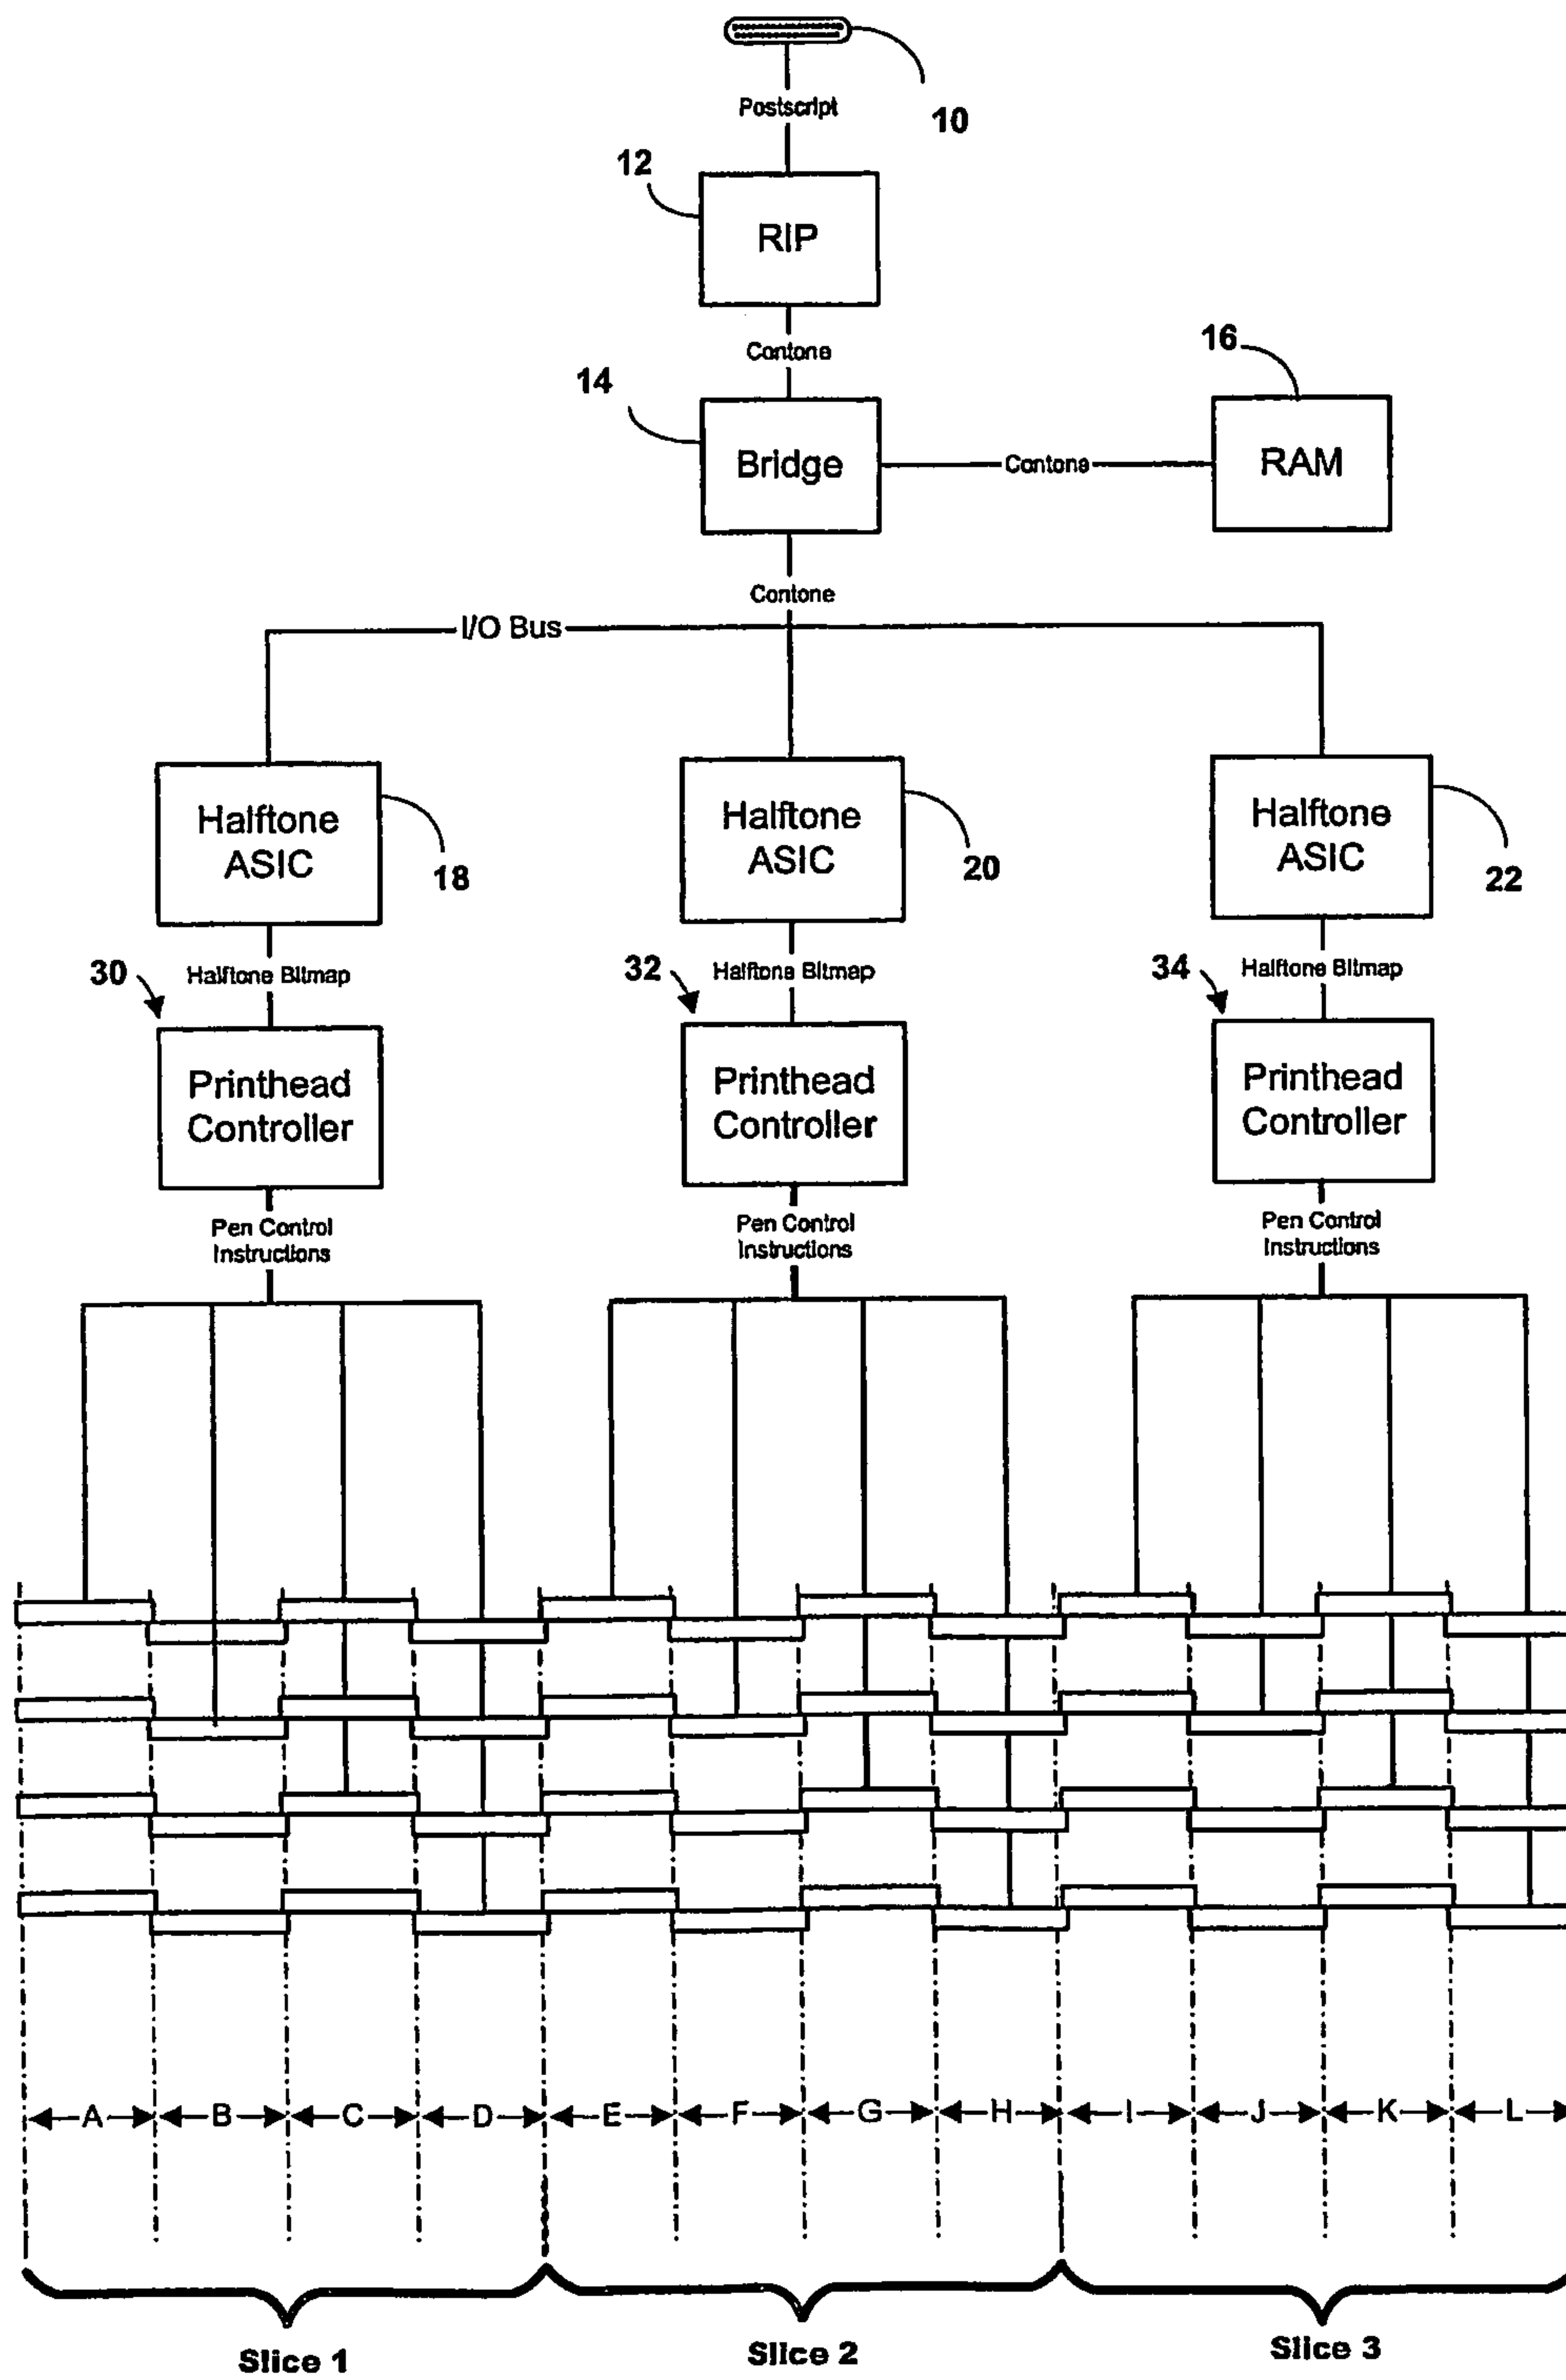 Postscript
10
12
RIP
Contone
14
16
Bridge
Contone
RAM
Contone
I/O Bus
Halftone
ASIC
18
Halftone
ASIC
20
Halftone
ASIC
22
30
Halftone Bitmap
32
Halftone Bitmap
34
Halftone Bitmap
Printhead
Controller
Printhead
Controller
Printhead
Controller
Pen Control
Instructions
Pen Control
Instructions
Pen Control
Instructions
A B C D E F G H I J K L
Slice 1
Slice 2
Slice 3